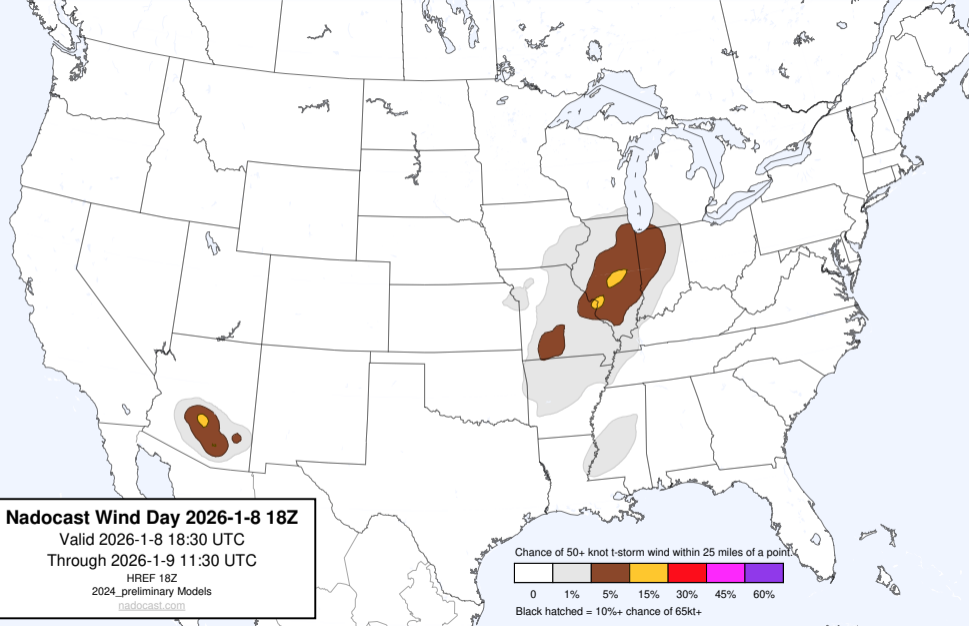 Nadocast Wind Day 2026-1-8 18Z
Valid 2026-1-8 18:30 UTC
Through 2026-1-9 11:30 UTC
HREF 18Z
2024_preliminary Models
nadocast.com
Chance of 50+ knot t-storm wind within 25 miles of a point.
0 1% 5% 15% 30% 45% 60%
Black hatched = 10%+ chance of 65kt+